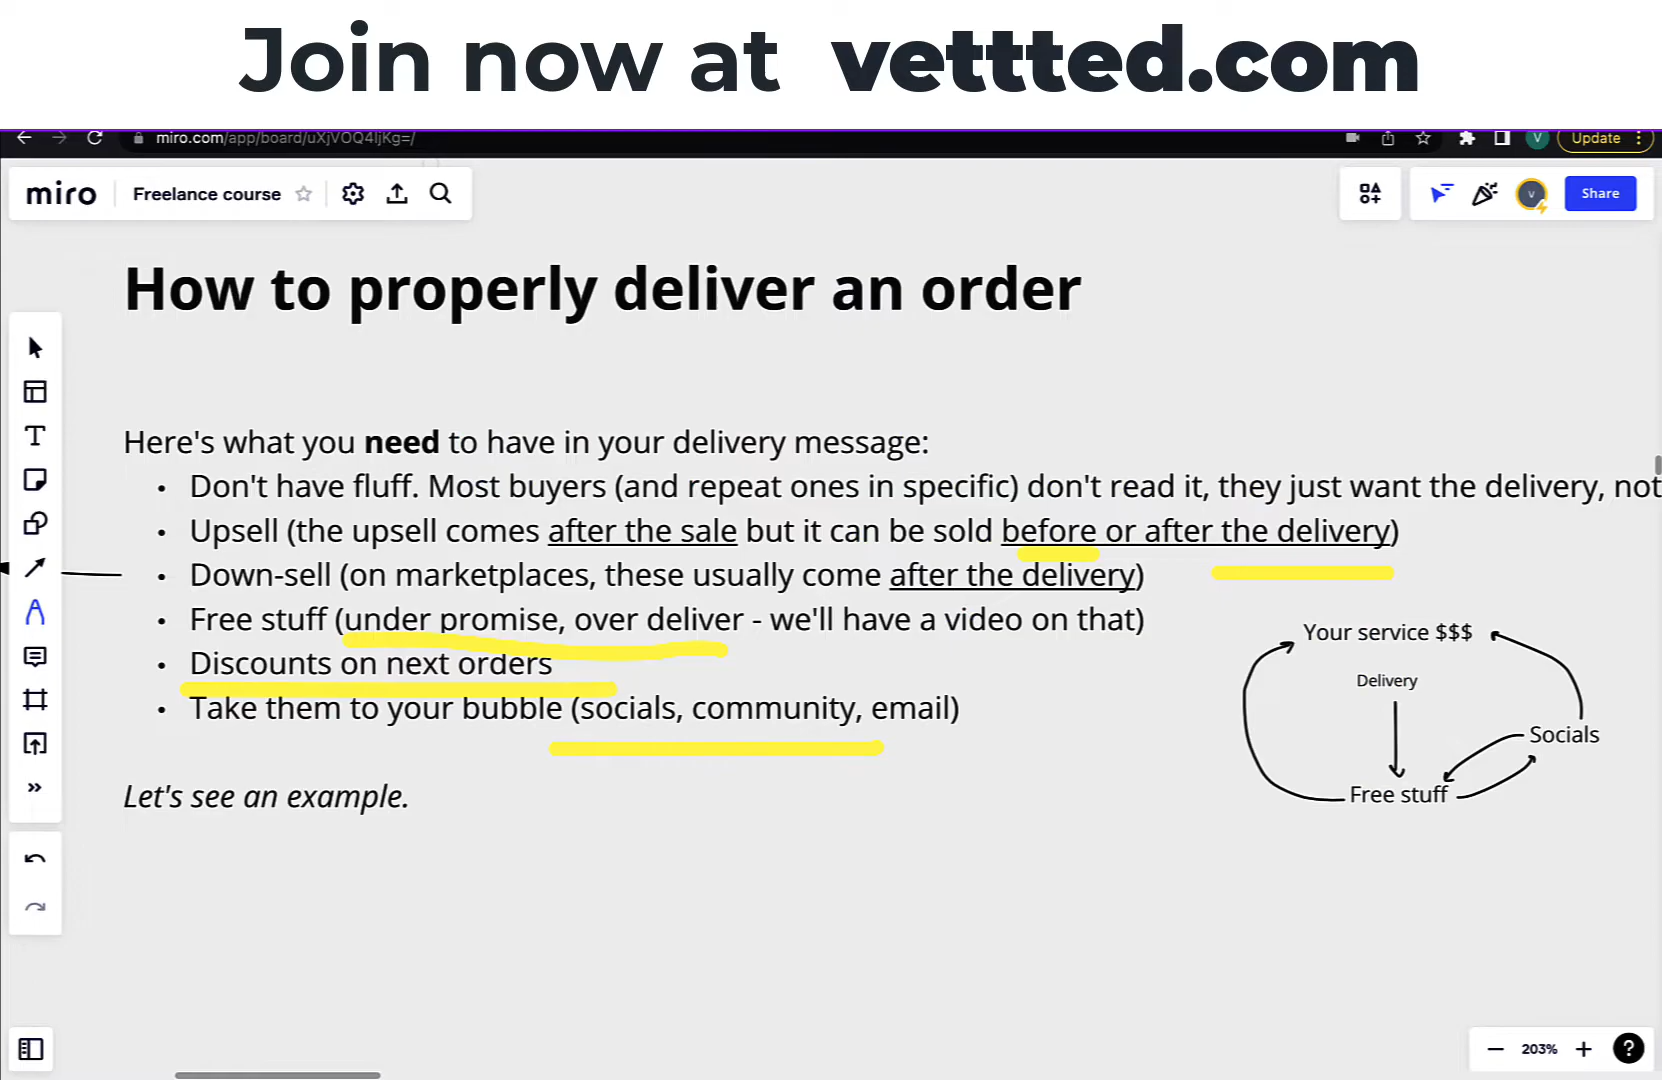 Join now at vettted.com
miro.com/app/board/uXjVOQ4IjKg=/
V
Update
miro
Freelance course
V
Share
How to properly deliver an order
Here's what you need to have in your delivery message:
• Don't have fluff. Most buyers (and repeat ones in specific) don't read it, they just want the delivery, not
• Upsell (the upsell comes after the sale but it can be sold before or after the delivery)
• Down-sell (on marketplaces, these usually come after the delivery)
• Free stuff (under promise, over deliver - we'll have a video on that)
• Discounts on next orders
• Take them to your bubble (socials, community, email)
Let's see an example.
Your service $$$
Delivery
Socials
Free stuff
203%
?